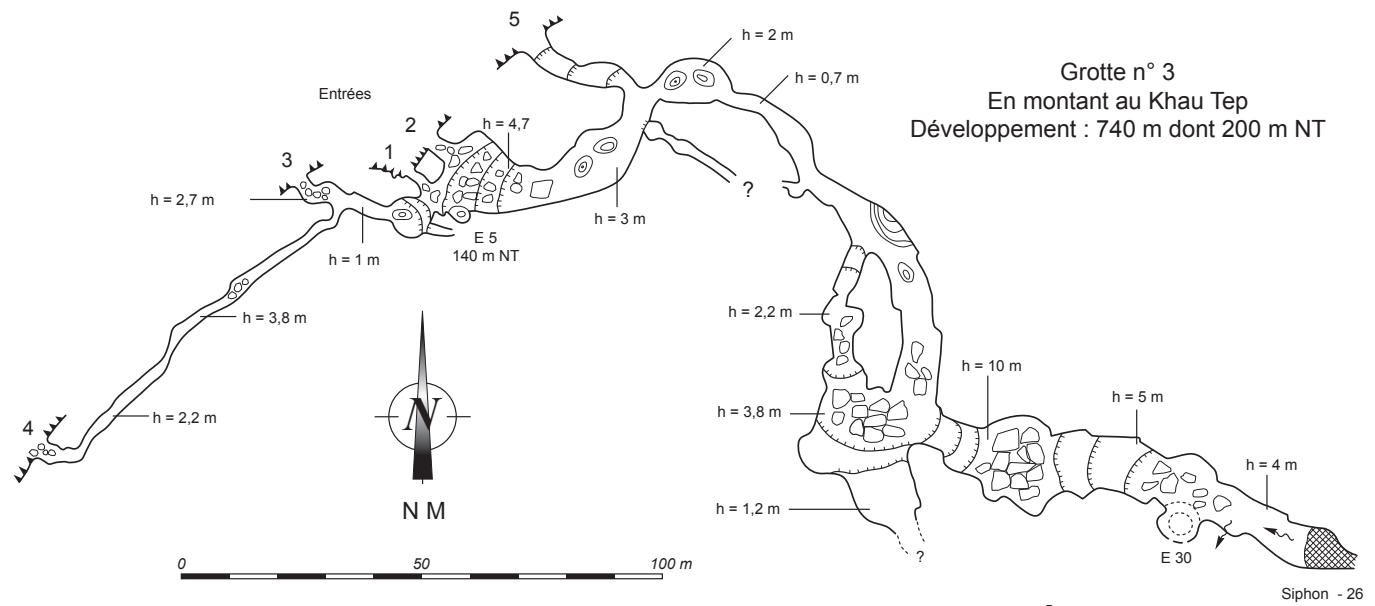 Grotte n° 3
En montant au Khau Tep
Développement : 740 m dont 200 m NT
5
h = 2 m
h = 0,7 m
Entrées
2
h = 4,7
1
3
h = 2,7 m
h = 3 m
?
E 5
140 m NT
h = 1 m
h = 3,8 m
h = 2,2 m
h = 10 m
h = 5 m
h = 3,8 m
h = 2,2 m
4
h = 4 m
N
N M
h = 1,2 m
?
E 30
0
50
100 m
Siphon - 26